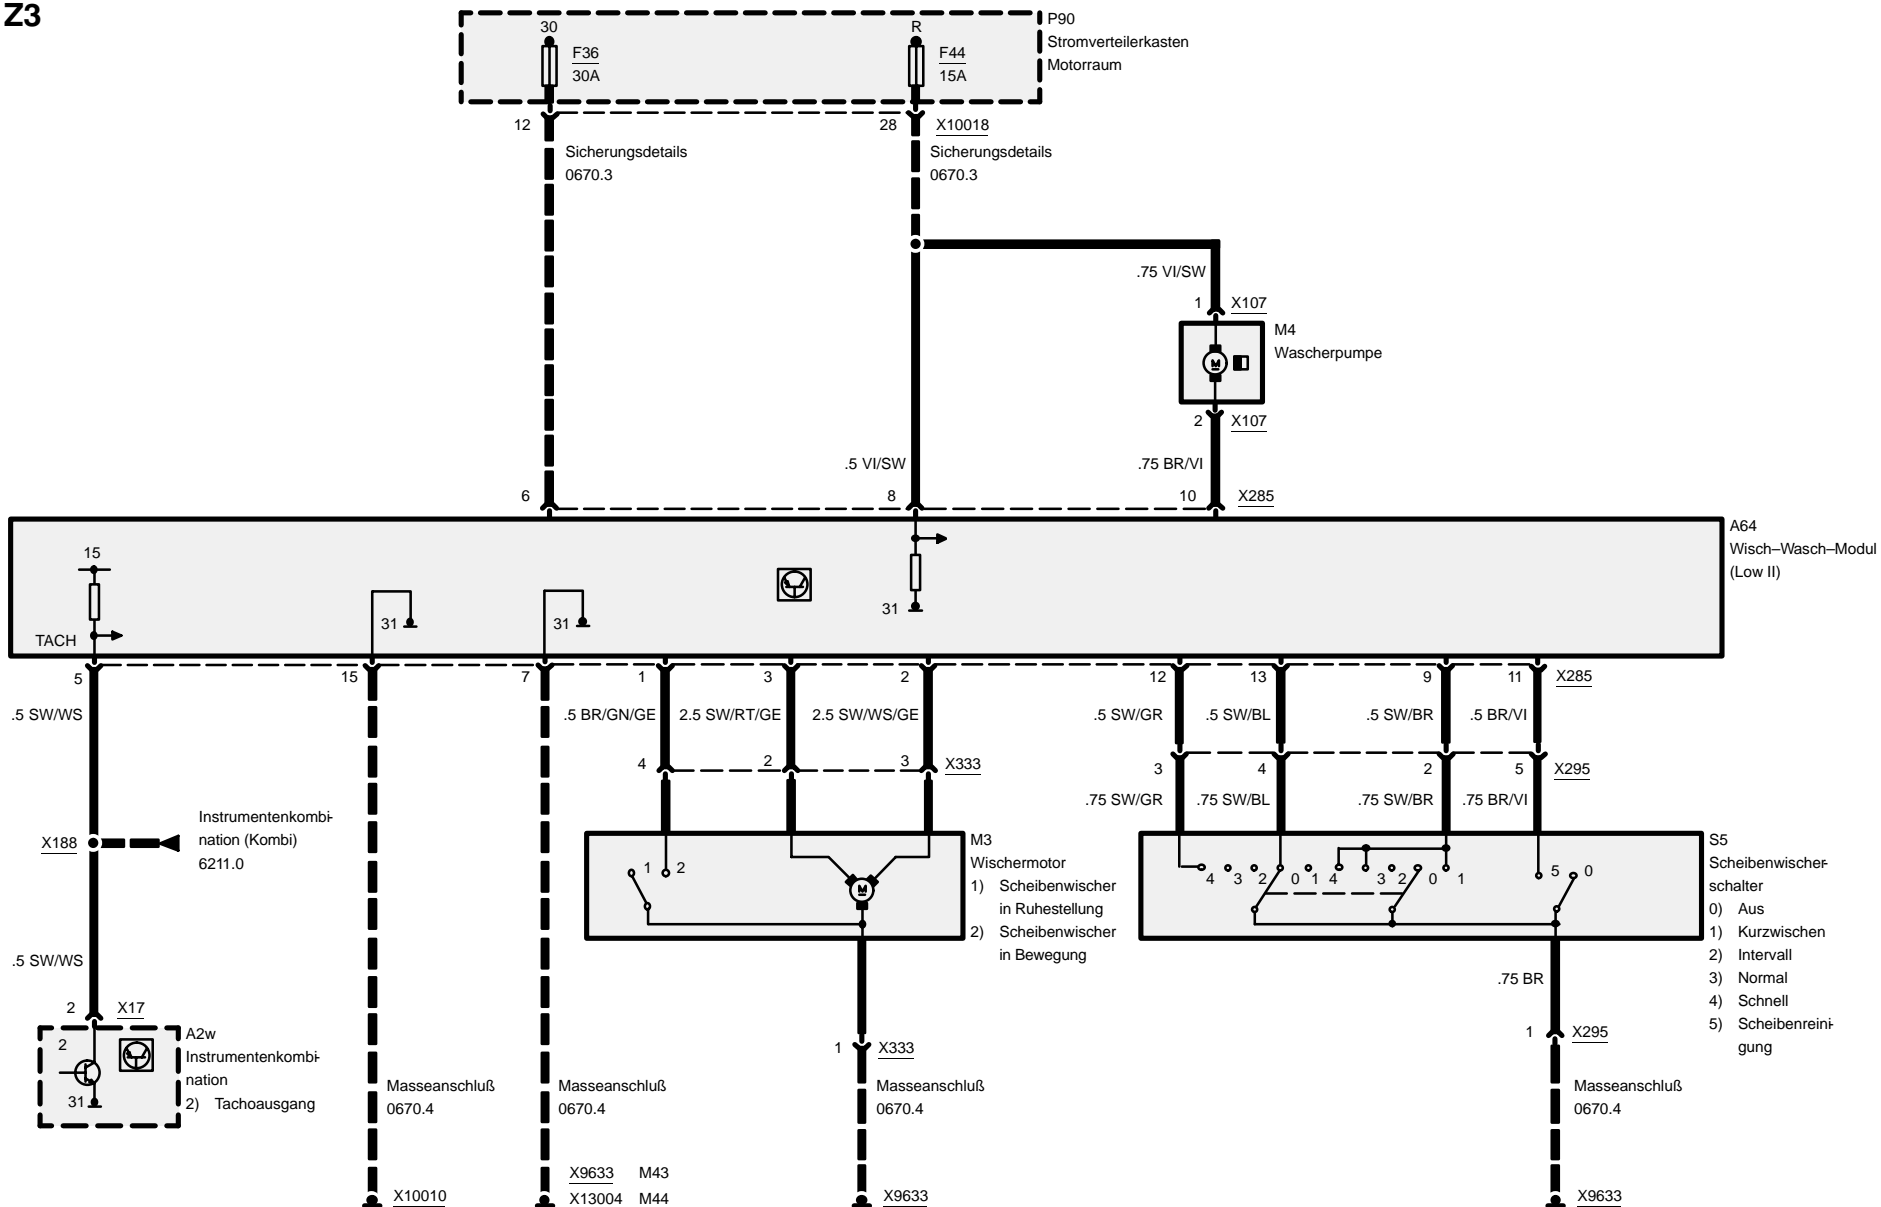 Z3
P90
Stromverteilerkasten
Motorraum
30
F36
30A
R
F44
15A
12
28
X10018
Sicherungsdetails
0670.3
Sicherungsdetails
0670.3
.75 VI/SW
1
X107
M4
Wascherpumpe
M
2
X107
.5 VI/SW
.75 BR/VI
6
8
10
X285
A64
Wisch–Wasch–Modul
(Low II)
15
TACH
31
31
31
5
15
7
1
3
2
12
13
9
11
X285
.5 SW/WS
.5 BR/GN/GE
2.5 SW/RT/GE
2.5 SW/WS/GE
.5 SW/GR
.5 SW/BL
.5 SW/BR
.5 BR/VI
4
2
3
X333
3
4
2
5
X295
.75 SW/GR
.75 SW/BL
.75 SW/BR
.75 BR/VI
X188
Instrumentenkombi-
nation (Kombi)
6211.0
1
2
M
M3
Wischermotor
1) Scheibenwischer
in Ruhestellung
2) Scheibenwischer
in Bewegung
4
3
2
0
1
4
3
2
0
1
5
0
S5
Scheibenwischer-
schalter
0) Aus
1) Kurzwischen
2) Intervall
3) Normal
4) Schnell
5) Scheibenreini-
gung
.5 SW/WS
2
X17
2
31
A2w
Instrumentenkombi-
nation
2) Tachoausgang
.75 BR
1
X333
1
X295
Masseanschluß
0670.4
Masseanschluß
0670.4
Masseanschluß
0670.4
Masseanschluß
0670.4
X10010
X9633 M43
X13004 M44
X9633
X9633